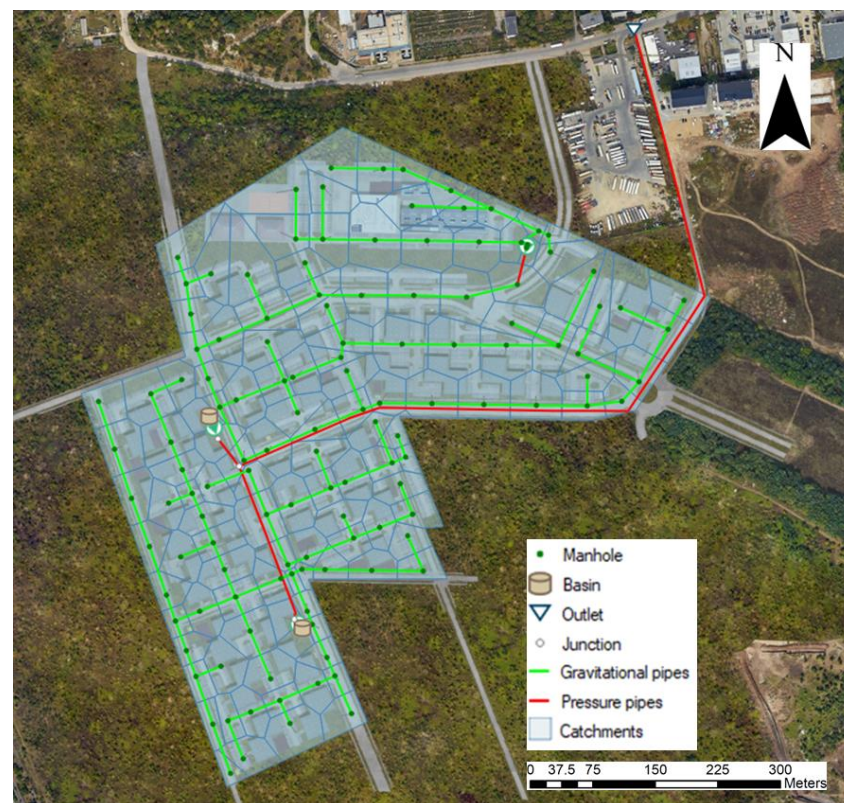 N
Manhole
Basin
Outlet
Junction
Gravitational pipes
Pressure pipes
Catchments
0 37.5 75 150 225 300
Meters